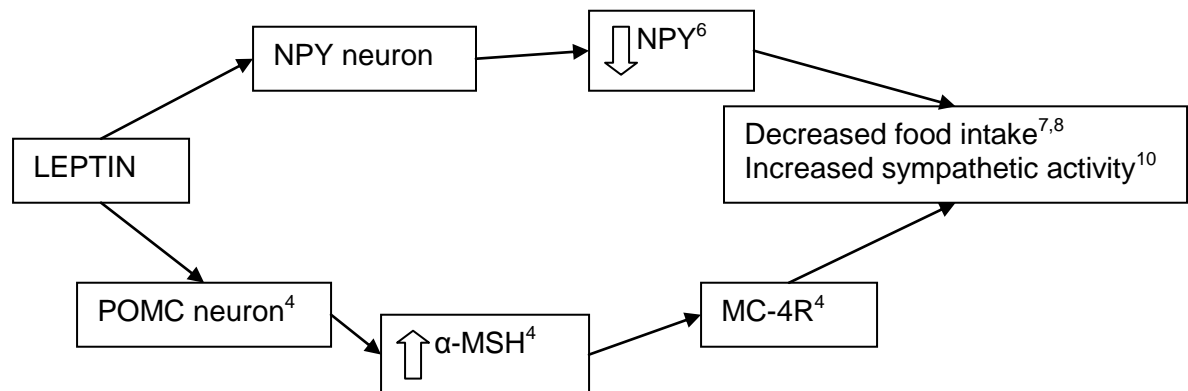 NPY neuron
NPY⁶
LEPTIN
Decreased food intake⁷,⁸
Increased sympathetic activity¹⁰
POMC neuron⁴
α-MSH⁴
MC-4R⁴